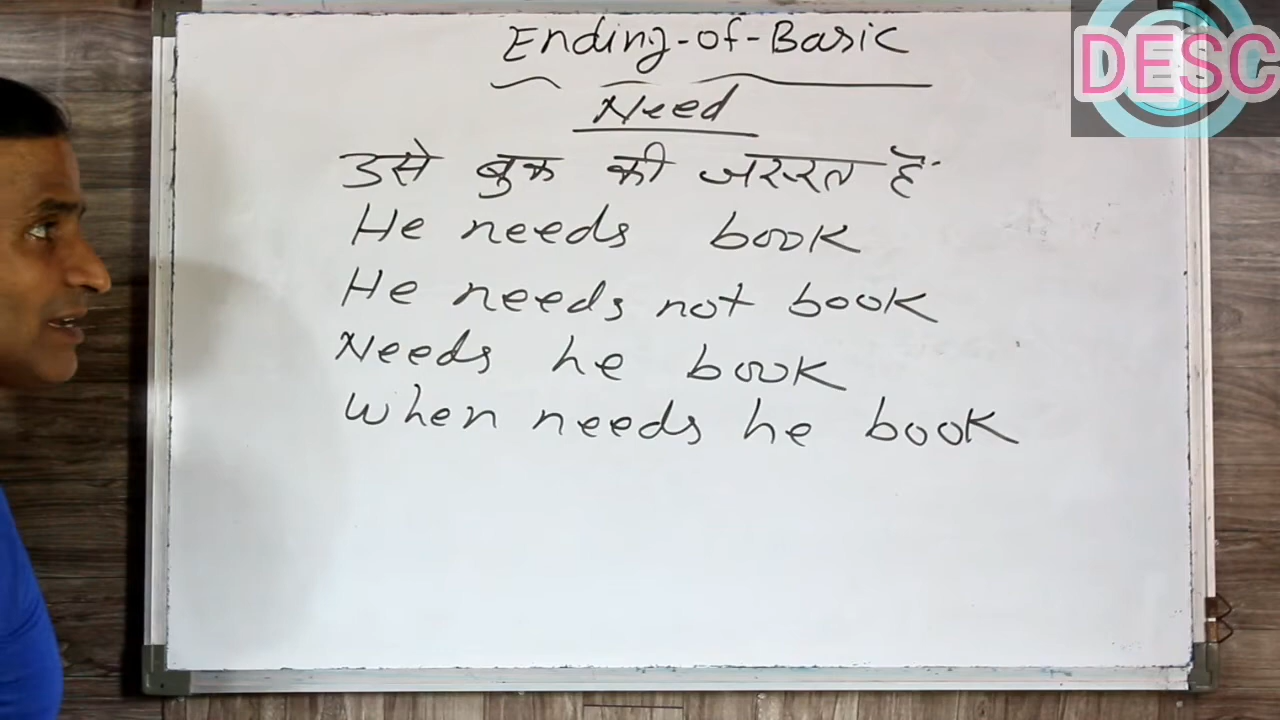 DESC
Ending-of-Basic
Need
उसे बुक की जरुरत हैं
He needs book
He needs not book
Needs he book
When needs he book